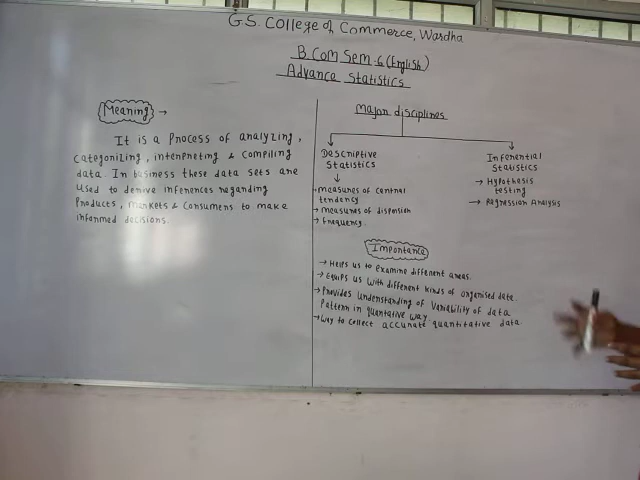 G.S. College of Commerce, Wardha
B.Com Sem-6 (English)
Advance Statistics
Meaning →
It is a Process of analyzing,
categorizing, interpreting & compiling
data. In business these data sets are
used to derive inferences regarding
Products, markets & consumers to make
informed decisions.
Major disciplines
Descriptive
Statistics
→ measures of central
tendency
→ measures of dispersion
→ Frequency.
Inferential
Statistics
→ Hypothesis
testing
→ Regression Analysis
Importance
→ Helps us to examine different areas.
→ Equips us with different kinds of organised data.
→ Provides understanding of variability of data
Pattern in quantative way.
→ Way to collect accurate quantitative data